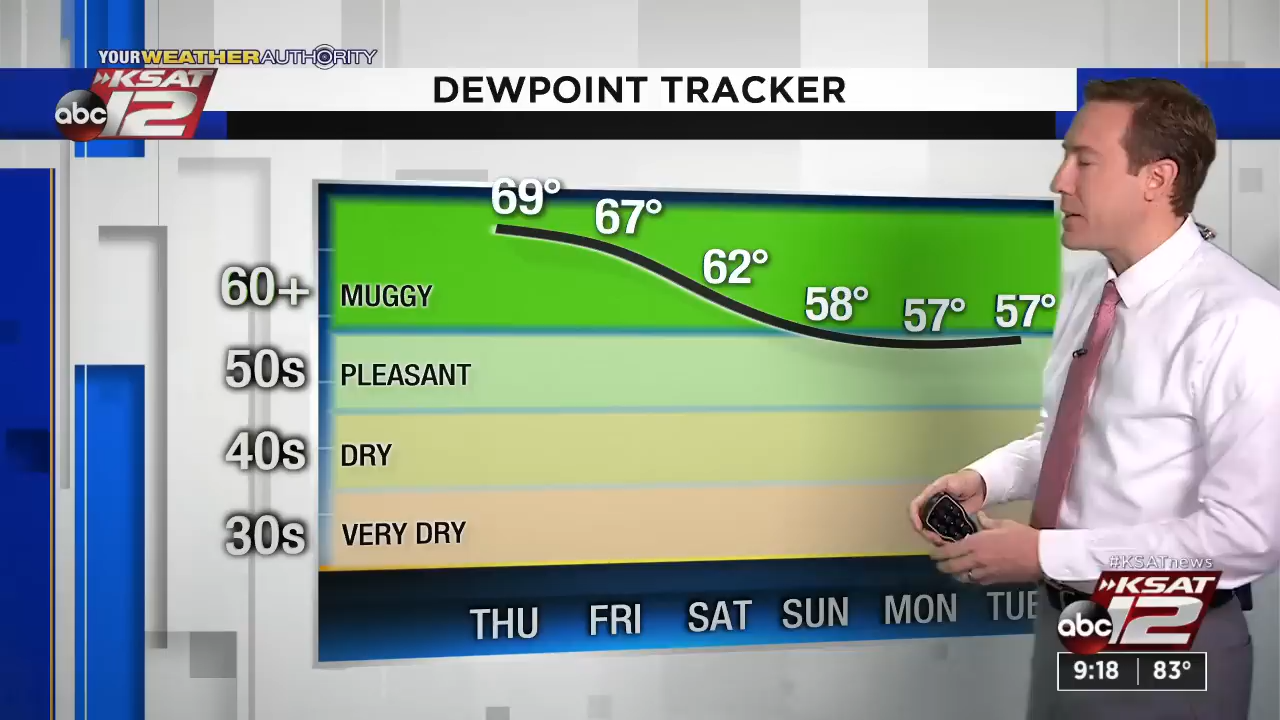 YOURWEATHERAUTHORITY
KSAT
abc 12
DEWPOINT TRACKER
69° 67° 62° 58° 57° 57°
60+ MUGGY
50s PLEASANT
40s DRY
30s VERY DRY
THU FRI SAT SUN MON TUE
#KSATnews
KSAT
abc 12
9:18 83°